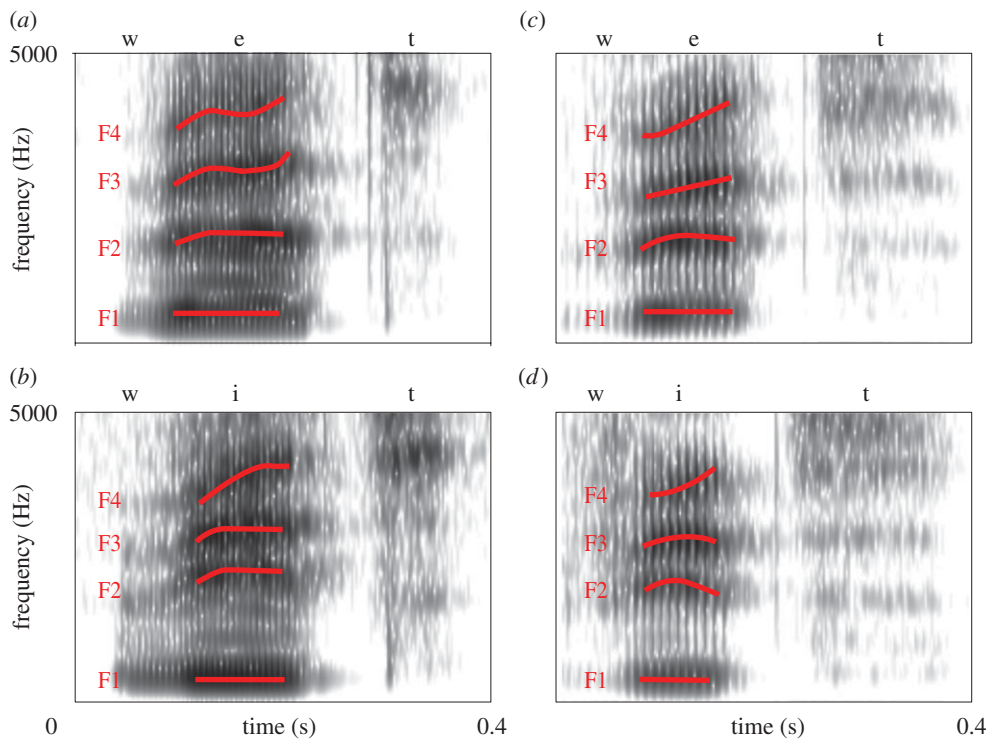 (a)
w e t
5000
F4
F3
F2
F1
frequency (Hz)
(c)
w e t
F4
F3
F2
F1
(b)
w i t
5000
F4
F3
F2
F1
frequency (Hz)
0 time (s) 0.4
(d)
w i t
F4
F3
F2
F1
time (s) 0.4